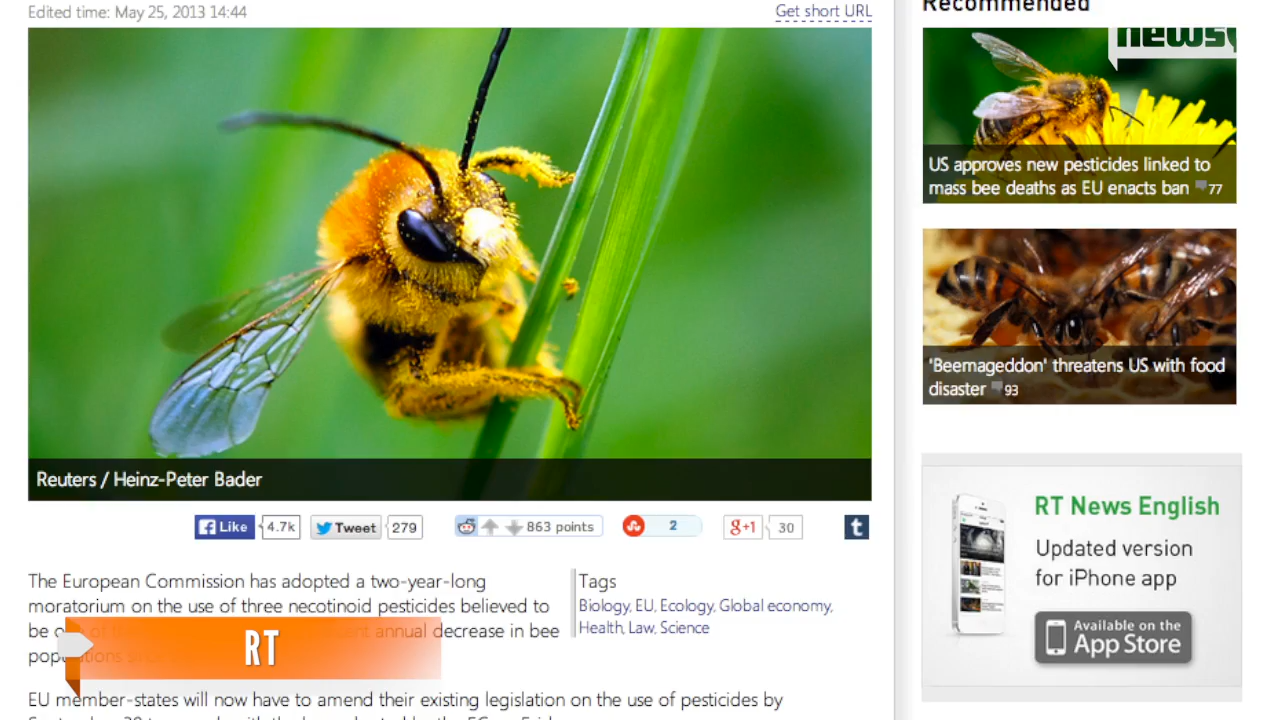 Edited time: May 25, 2013 14:44
Get short URL
Reuters / Heinz-Peter Bader
Like 4.7k Tweet 279 863 points 2 g+1 30 t
The European Commission has adopted a two-year-long
moratorium on the use of three necotinoid pesticides believed to
be annual decrease in bee
Tags
Biology, EU, Ecology, Global economy,
Health, Law, Science
RT
EU member-states will now have to amend their existing legislation on the use of pesticides by
Recommended
news
US approves new pesticides linked to
mass bee deaths as EU enacts ban 77
'Beemageddon' threatens US with food
disaster 93
RT News English
Updated version
for iPhone app
Available on the
App Store